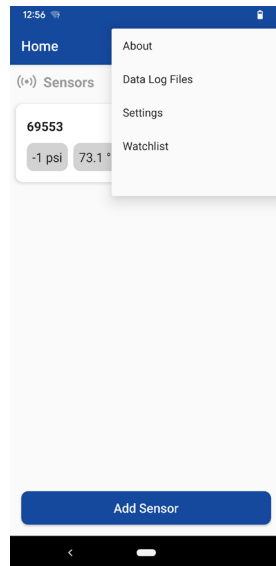 12:56
Home
About
Data Log Files
Settings
Watchlist
Sensors
69553
-1 psi
73.1 °
Add Sensor